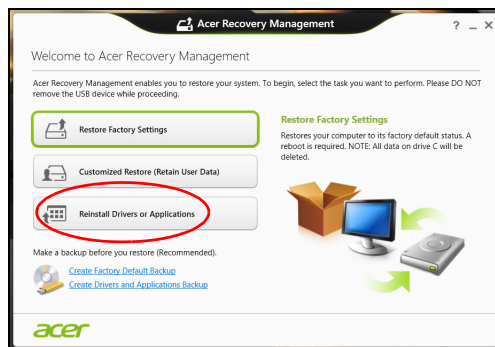 Acer Recovery Management
? _ X
Welcome to Acer Recovery Management
Acer Recovery Management enables you to restore your system. To begin, select the task you want to perform. Please DO NOT
remove the USB device while proceeding.
Restore Factory Settings
Customized Restore (Retain User Data)
Reinstall Drivers or Applications
Restore Factory Settings
Restores your computer to its factory default status. A
reboot is required. NOTE: All data on drive C will be
deleted.
Make a backup before you restore (Recommended).
Create Factory Default Backup
Create Drivers and Applications Backup
acer